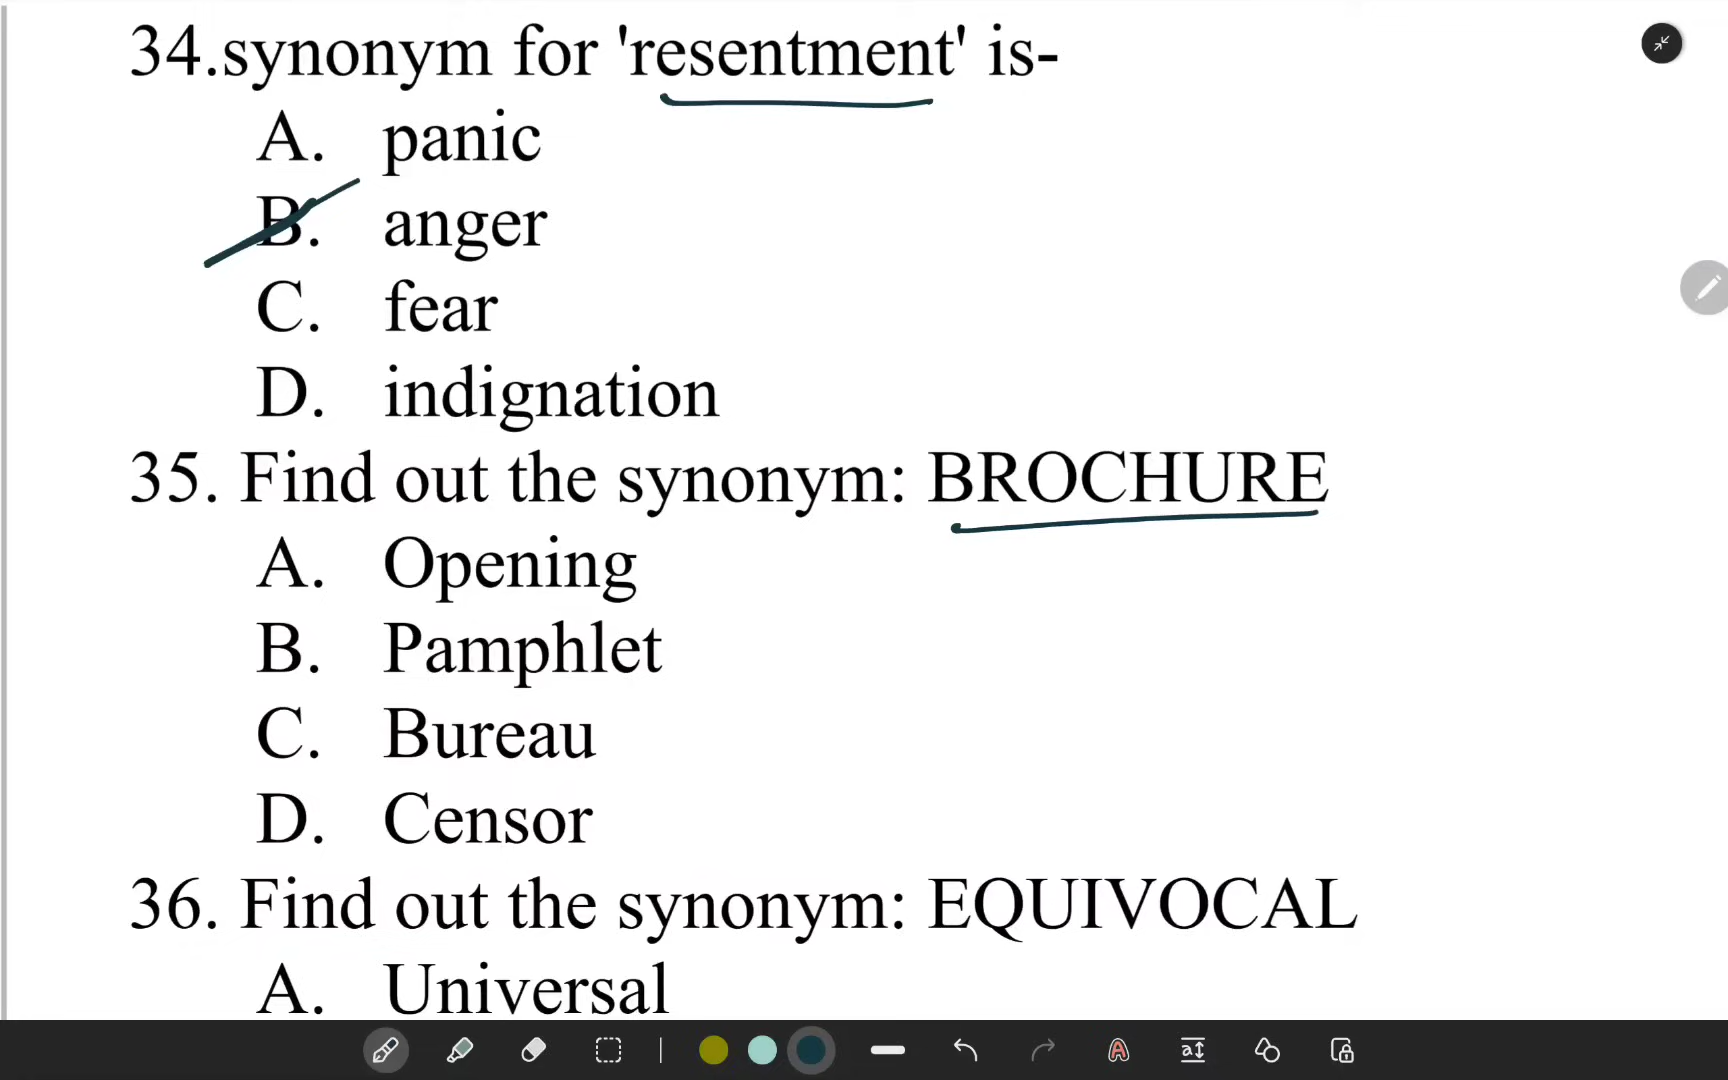 34.synonym for 'resentment' is-
A. panic
B. anger
C. fear
D. indignation
35. Find out the synonym: BROCHURE
A. Opening
B. Pamphlet
C. Bureau
D. Censor
36. Find out the synonym: EQUIVOCAL
A. Universal